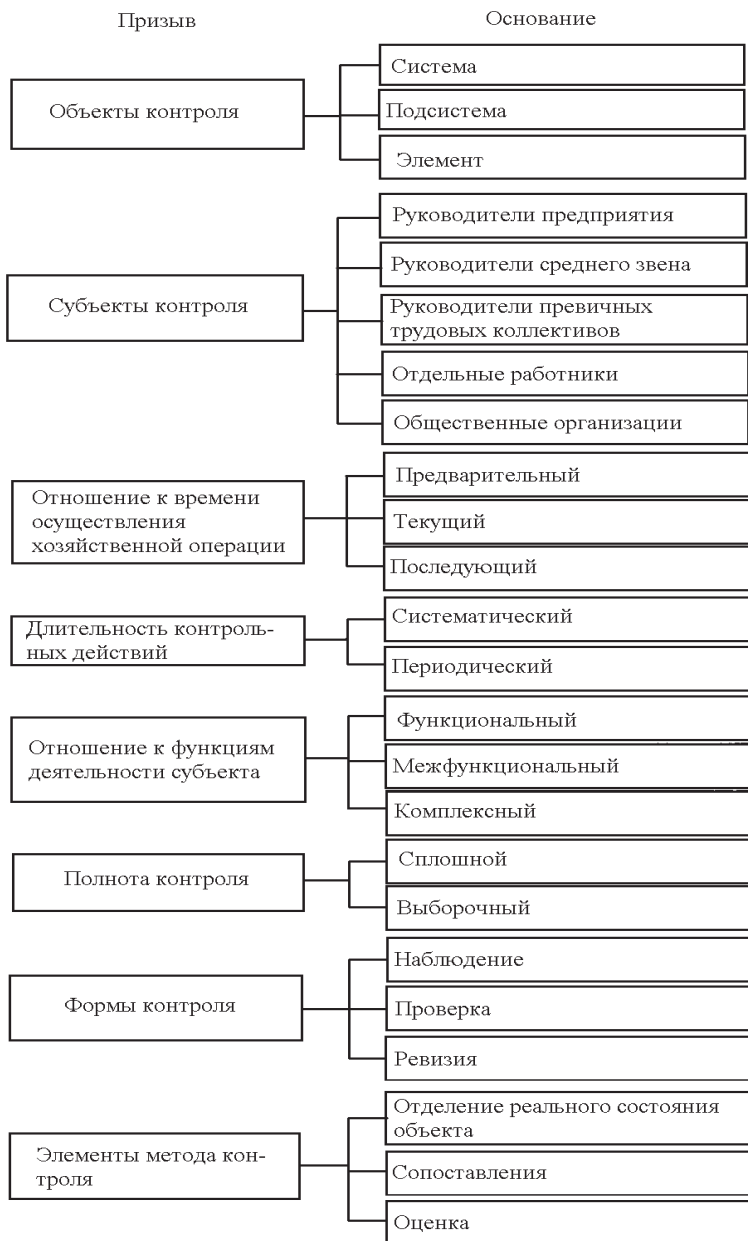 Призыв
Основание
Объекты контроля
Система
Подсистема
Элемент
Субъекты контроля
Руководители предприятия
Руководители среднего звена
Руководители превичных
трудовых коллективов
Отдельные работники
Общественные организации
Отношение к времени
осуществления
хозяйственной операции
Предварительный
Текущий
Последующий
Длительность контроль-
ных действий
Систематический
Периодический
Отношение к функциям
деятельности субъекта
Функциональный
Межфункциональный
Комплексный
Полнота контроля
Сплошной
Выборочный
Формы контроля
Наблюдение
Проверка
Ревизия
Элементы метода кон-
троля
Отделение реального состояния
объекта
Сопоставления
Оценка